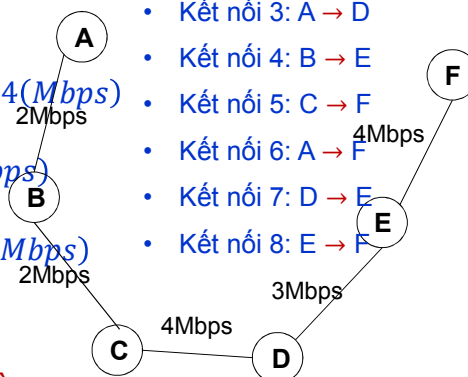 • Kết nối 3: A → D
A
• Kết nối 4: B → E
F
4(Mbps)
• Kết nối 5: C → F
2Mbps
4Mbps
• Kết nối 6: A → F
ps)
• Kết nối 7: D → E
B
E
• Kết nối 8: E → F
Mbps)
2Mbps
3Mbps
4Mbps
C
D